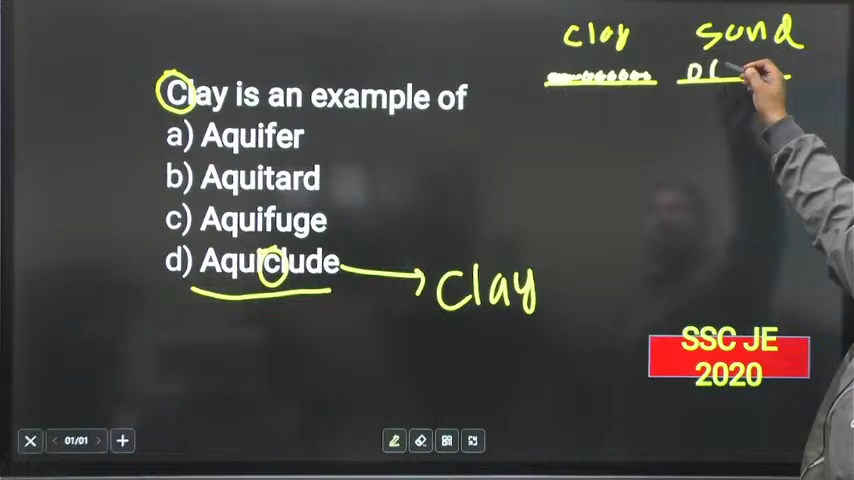 clay sand
Clay is an example of
a) Aquifer
b) Aquitard
c) Aquifuge
d) Aquiclude → Clay
SSC JE
2020
01/01